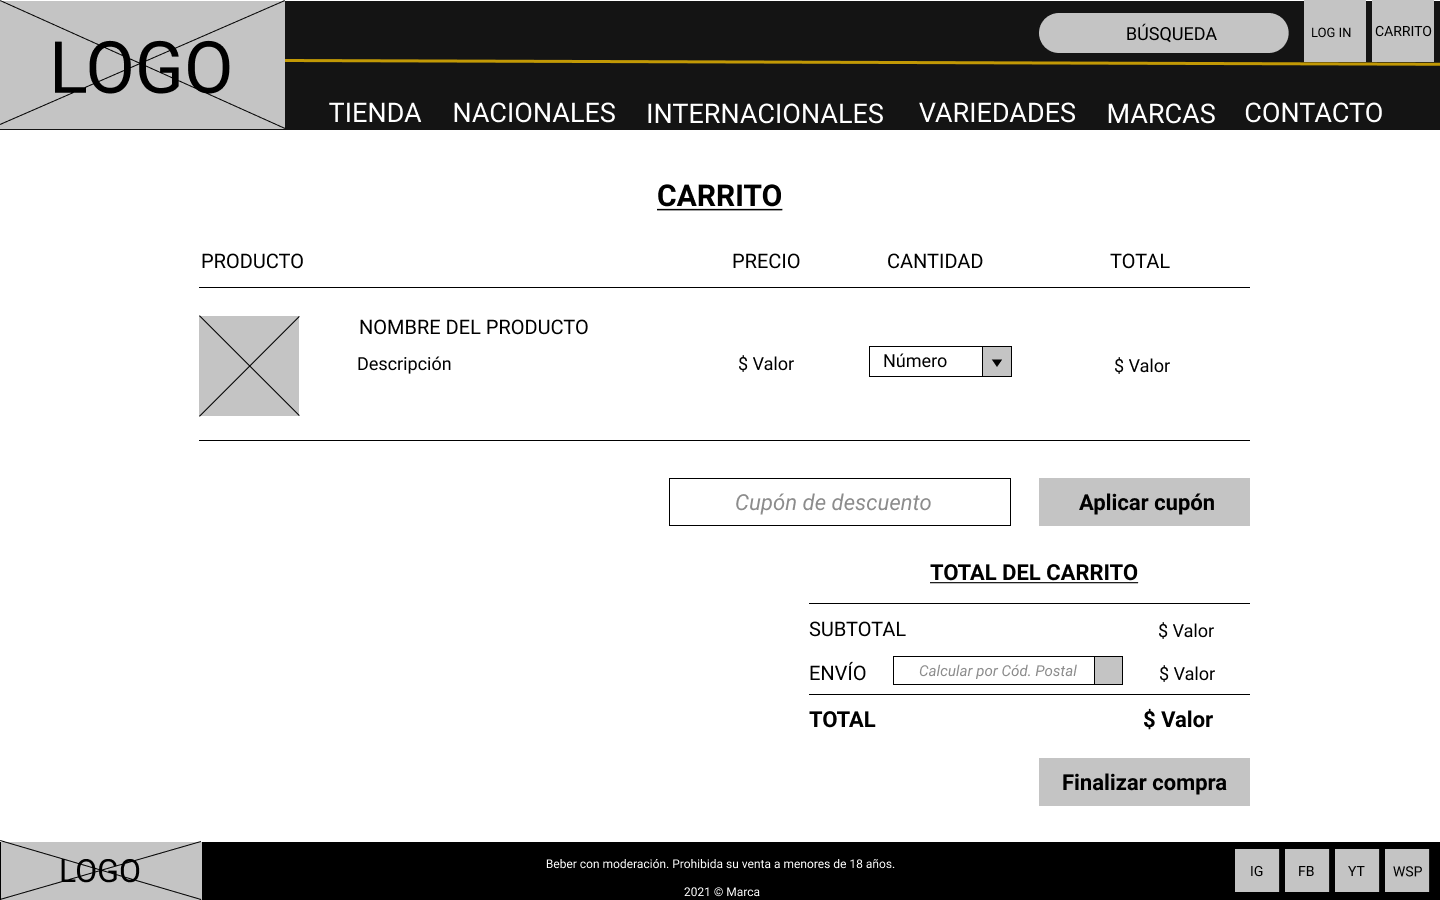 LOGO
BÚSQUEDA
LOG IN
CARRITO
TIENDA NACIONALES INTERNACIONALES VARIEDADES MARCAS CONTACTO
CARRITO
PRODUCTO PRECIO CANTIDAD TOTAL
NOMBRE DEL PRODUCTO
Descripción $ Valor Número $ Valor
Cupón de descuento Aplicar cupón
TOTAL DEL CARRITO
SUBTOTAL $ Valor
ENVÍO Calcular por Cód. Postal $ Valor
TOTAL $ Valor
Finalizar compra
LOGO
Beber con moderación. Prohibida su venta a menores de 18 años.
2021 © Marca
IG FB YT WSP